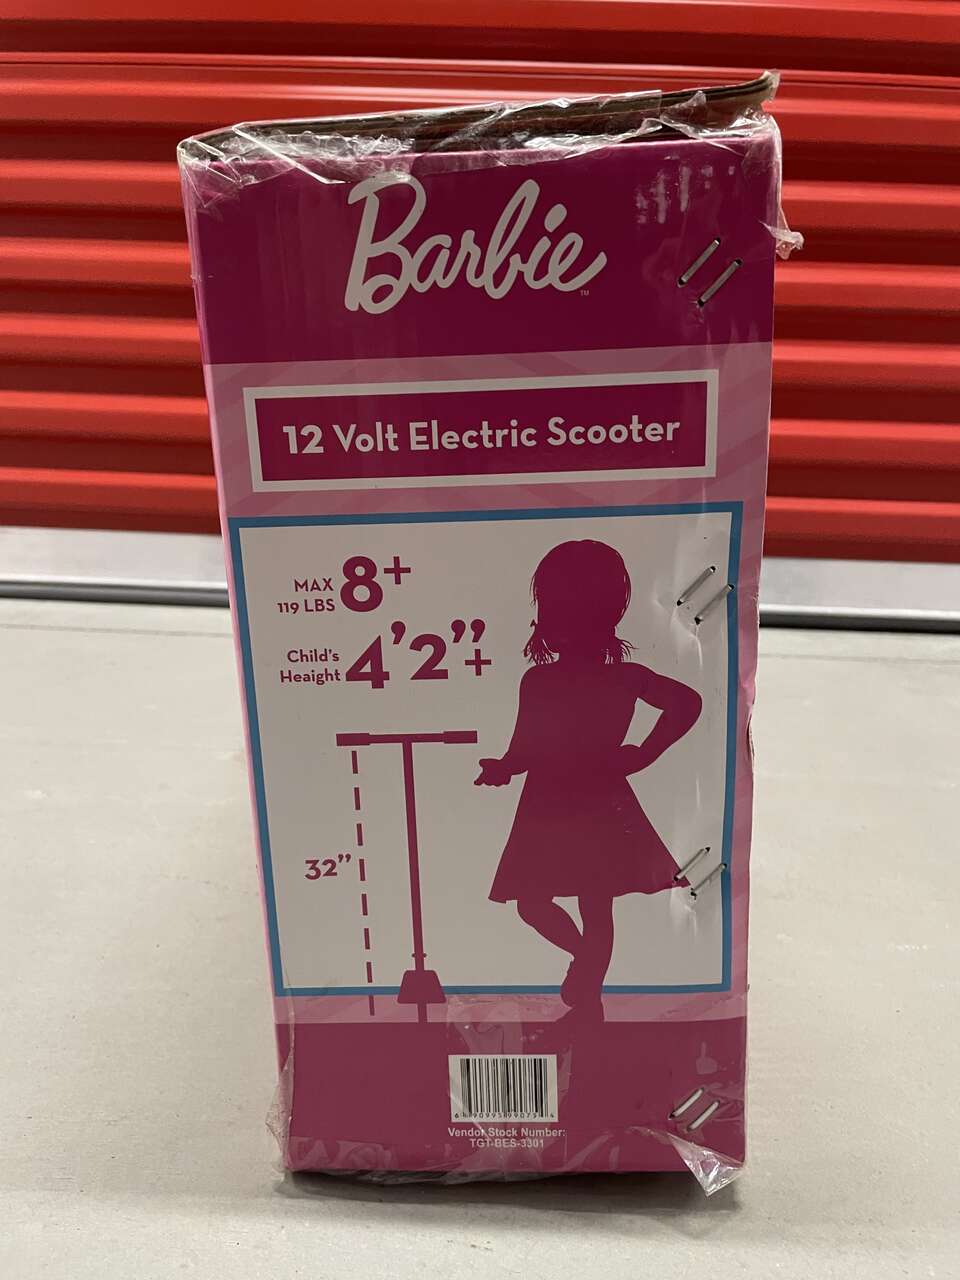 Barbie™
12 Volt Electric Scooter
MAX 8+
119 LBS
Child's 4'2"+
Heaight
32"
Vendor Stock Number:
TGT-BES-3301